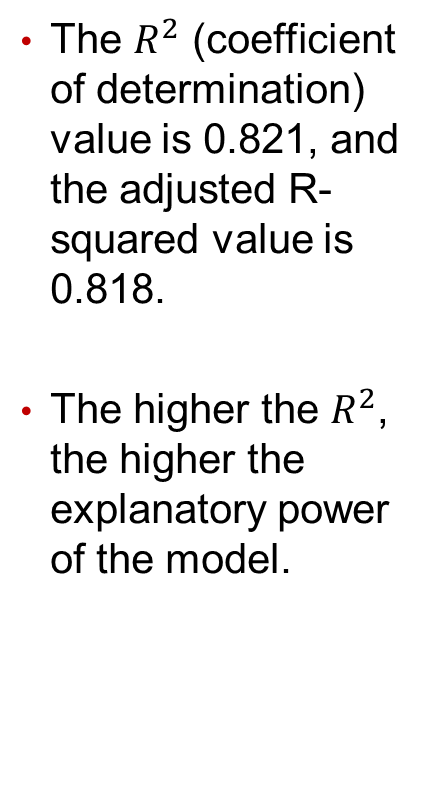 • The R² (coefficient
of determination)
value is 0.821, and
the adjusted R-
squared value is
0.818.
• The higher the R²,
the higher the
explanatory power
of the model.